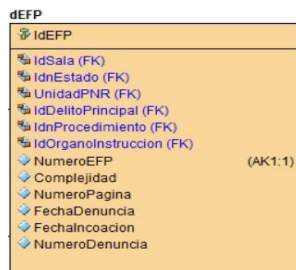 dEFP
IdEFP
IdSala (FK)
IdnEstado (FK)
UnidadPNR (FK)
IdDelitoPrincipal (FK)
IdnProcedimiento (FK)
IdOrganoInstruccion (FK)
NumeroEFP (AK1:1)
Complejidad
NumeroPagina
FechaDenuncia
FechaIncoacion
NumeroDenuncia